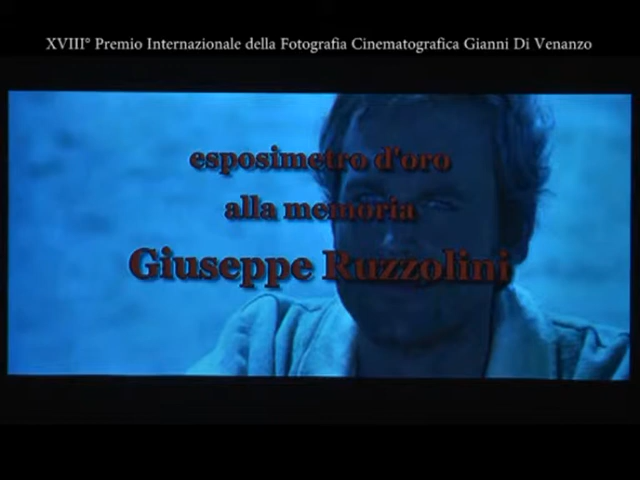 XVIII° Premio Internazionale della Fotografia Cinematografica Gianni Di Venanzo
esposimetro d'oro
alla memoria
Giuseppe Ruzzolini